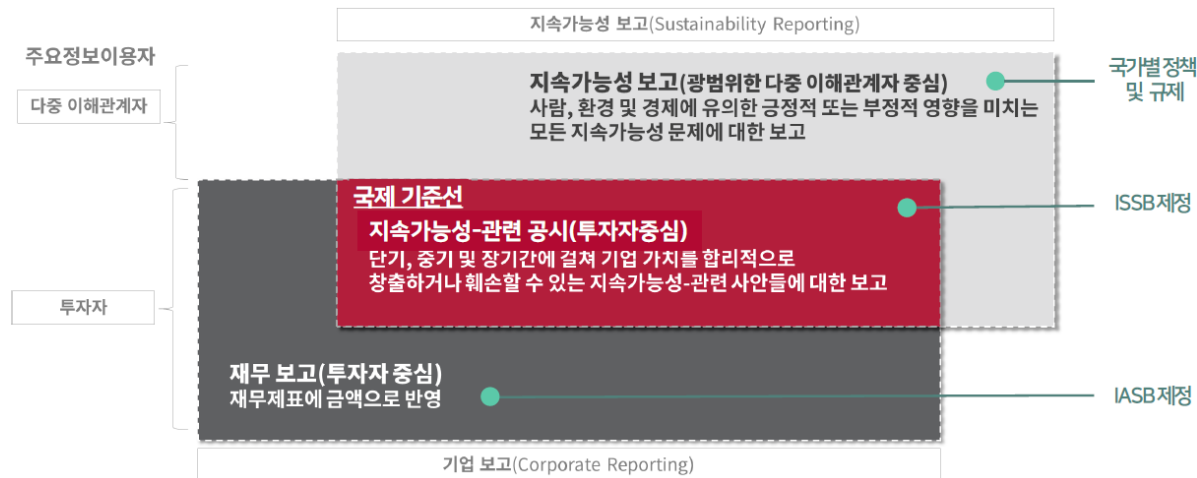 지속가능성 보고(Sustainability Reporting)
주요정보이용자
다중 이해관계자
지속가능성 보고(광범위한 다중 이해관계자 중심)
사람, 환경 및 경제에 유의한 긍정적 또는 부정적 영향을 미치는
모든 지속가능성 문제에 대한 보고
국가별 정책
및 규제
국제 기준선
지속가능성-관련 공시(투자자중심)
단기, 중기 및 장기간에 걸쳐 기업 가치를 합리적으로
창출하거나 훼손할 수 있는 지속가능성-관련 사안들에 대한 보고
ISSB 제정
투자자
재무 보고(투자자 중심)
재무제표에 금액으로 반영
IASB 제정
기업 보고(Corporate Reporting)